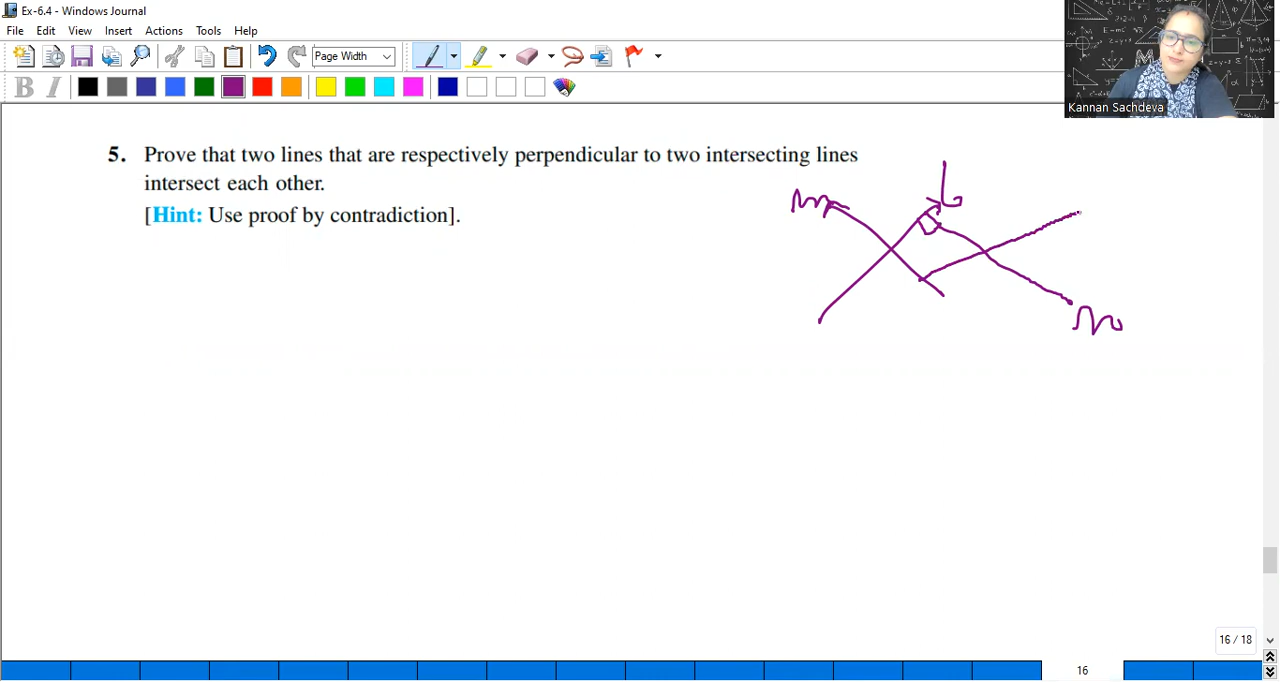 Ex-6.4 - Windows Journal
File Edit View Insert Actions Tools Help
Page Width
B I
Kannan Sachdeva
5. Prove that two lines that are respectively perpendicular to two intersecting lines
intersect each other.
[Hint: Use proof by contradiction].
m
l
n
16 / 18
16